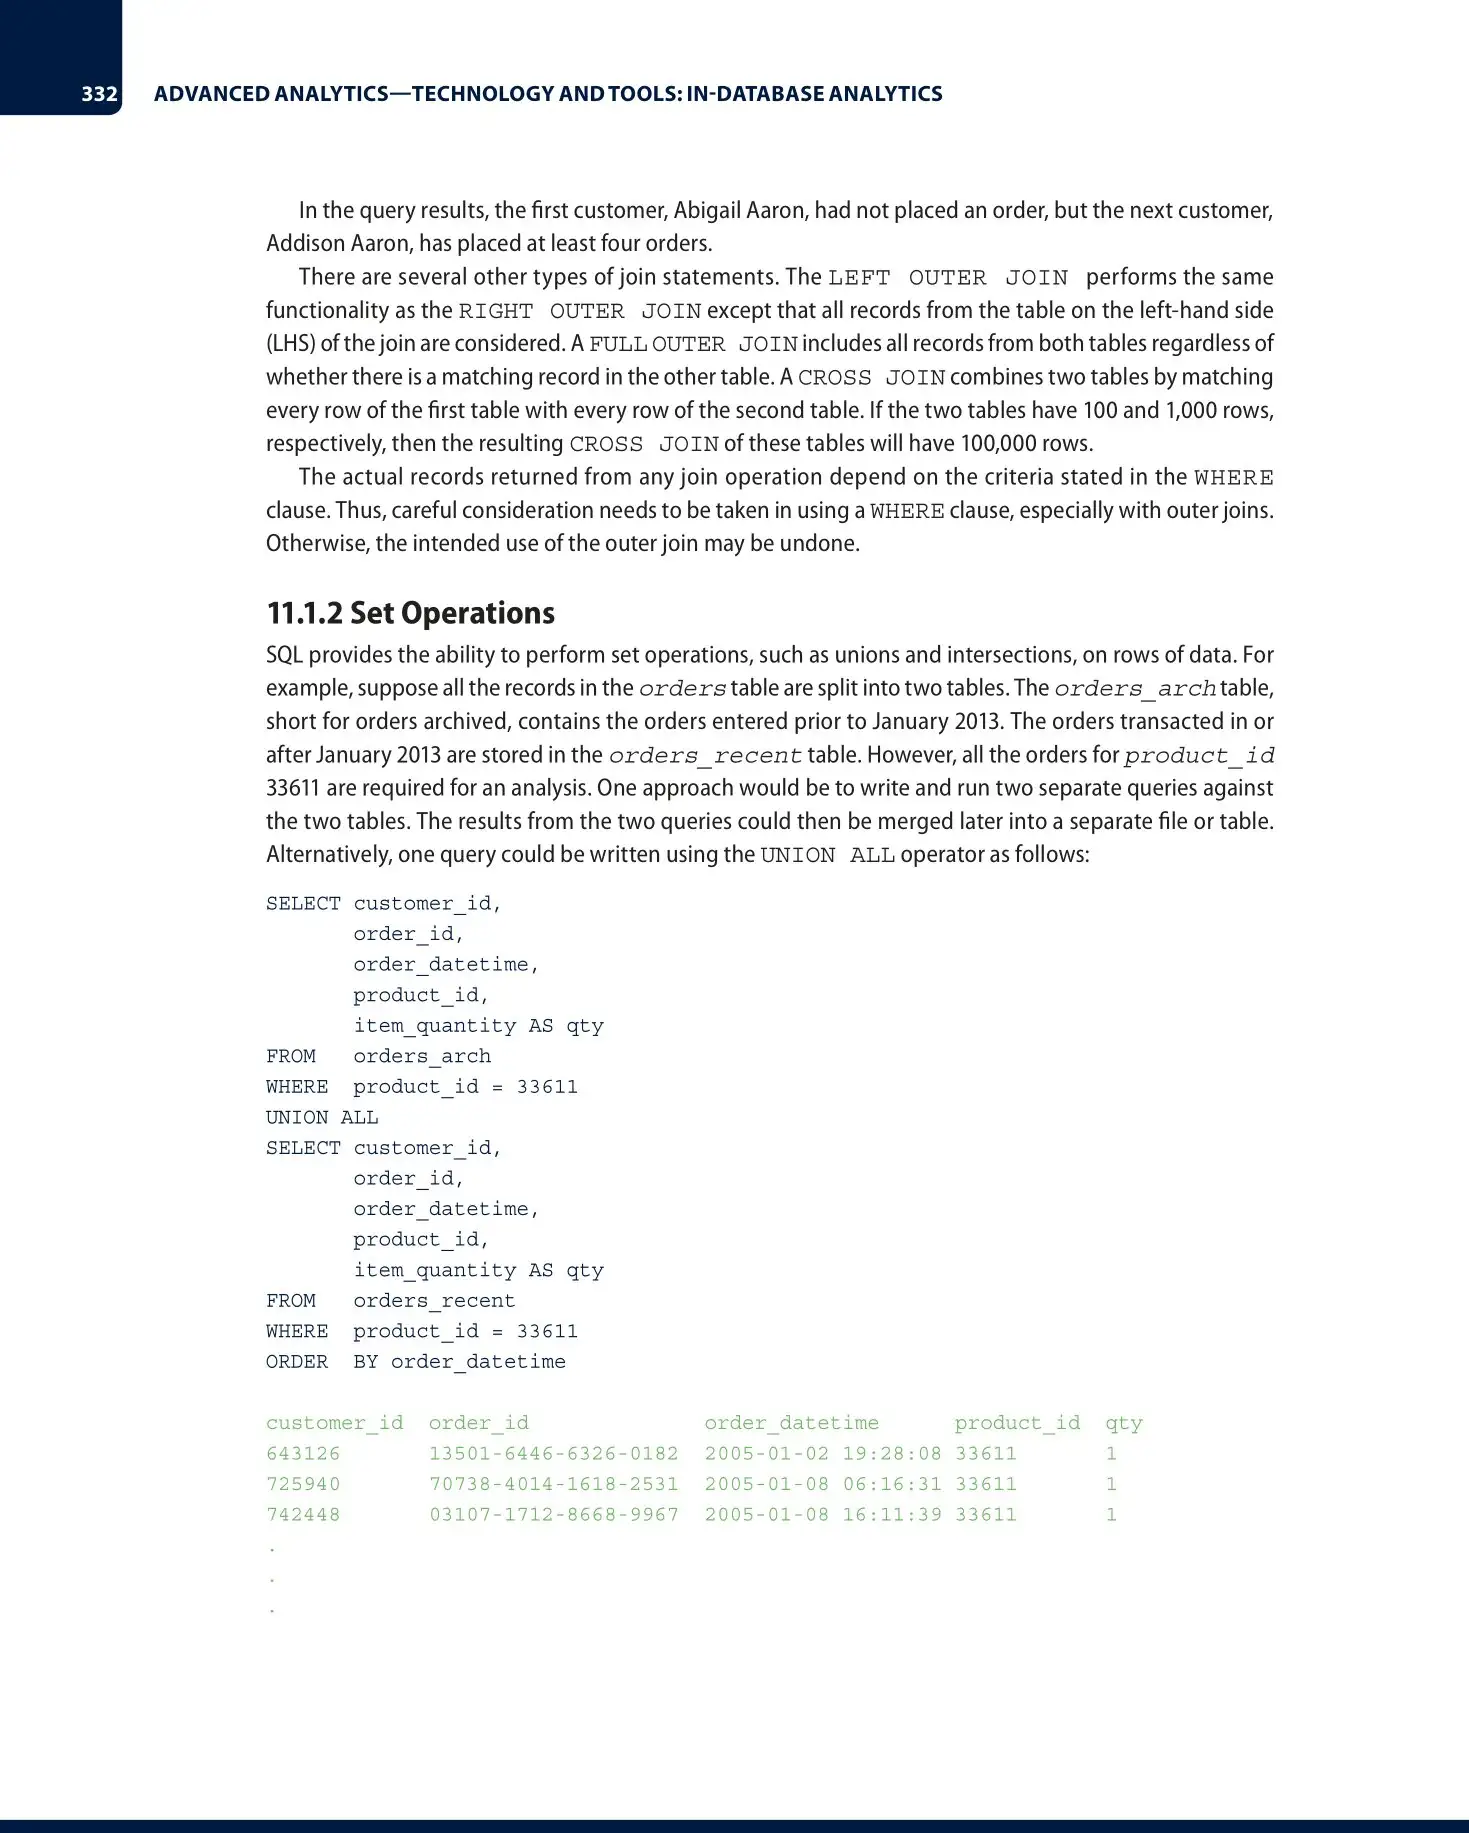 332 ADVANCED ANALYTICS—TECHNOLOGY AND TOOLS: IN-DATABASE ANALYTICS
In the query results, the first customer, Abigail Aaron, had not placed an order, but the next customer,
Addison Aaron, has placed at least four orders.
There are several other types of join statements. The LEFT OUTER JOIN performs the same
functionality as the RIGHT OUTER JOIN except that all records from the table on the left-hand side
(LHS) of the join are considered. A FULL OUTER JOIN includes all records from both tables regardless of
whether there is a matching record in the other table. A CROSS JOIN combines two tables by matching
every row of the first table with every row of the second table. If the two tables have 100 and 1,000 rows,
respectively, then the resulting CROSS JOIN of these tables will have 100,000 rows.
The actual records returned from any join operation depend on the criteria stated in the WHERE
clause. Thus, careful consideration needs to be taken in using a WHERE clause, especially with outer joins.
Otherwise, the intended use of the outer join may be undone.
11.1.2 Set Operations
SQL provides the ability to perform set operations, such as unions and intersections, on rows of data. For
example, suppose all the records in the orders table are split into two tables. The orders_arch table,
short for orders archived, contains the orders entered prior to January 2013. The orders transacted in or
after January 2013 are stored in the orders_recent table. However, all the orders for product_id
33611 are required for an analysis. One approach would be to write and run two separate queries against
the two tables. The results from the two queries could then be merged later into a separate file or table.
Alternatively, one query could be written using the UNION ALL operator as follows:
SELECT customer_id,
       order_id,
       order_datetime,
       product_id,
       item_quantity AS qty
FROM   orders_arch
WHERE  product_id = 33611
UNION ALL
SELECT customer_id,
       order_id,
       order_datetime,
       product_id,
       item_quantity AS qty
FROM   orders_recent
WHERE  product_id = 33611
ORDER  BY order_datetime
customer_id  order_id              order_datetime      product_id  qty
643126       13501-6446-6326-0182  2005-01-02 19:28:08 33611       1
725940       70738-4014-1618-2531  2005-01-08 06:16:31 33611       1
742448       03107-1712-8668-9967  2005-01-08 16:11:39 33611       1
.
.
.